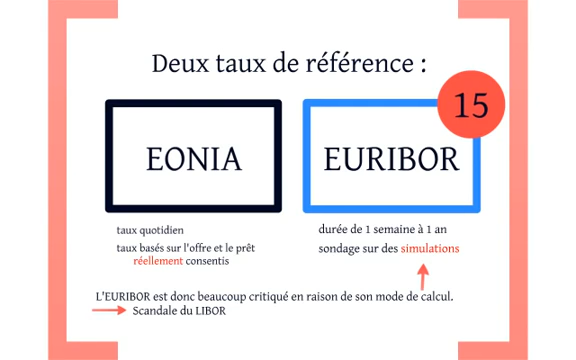 Deux taux de référence :
15
EONIA
EURIBOR
taux quotidien
taux basés sur l'offre et le prêt
réellement consentis
durée de 1 semaine à 1 an
sondage sur des simulations
L'EURIBOR est donc beaucoup critiqué en raison de son mode de calcul.
Scandale du LIBOR